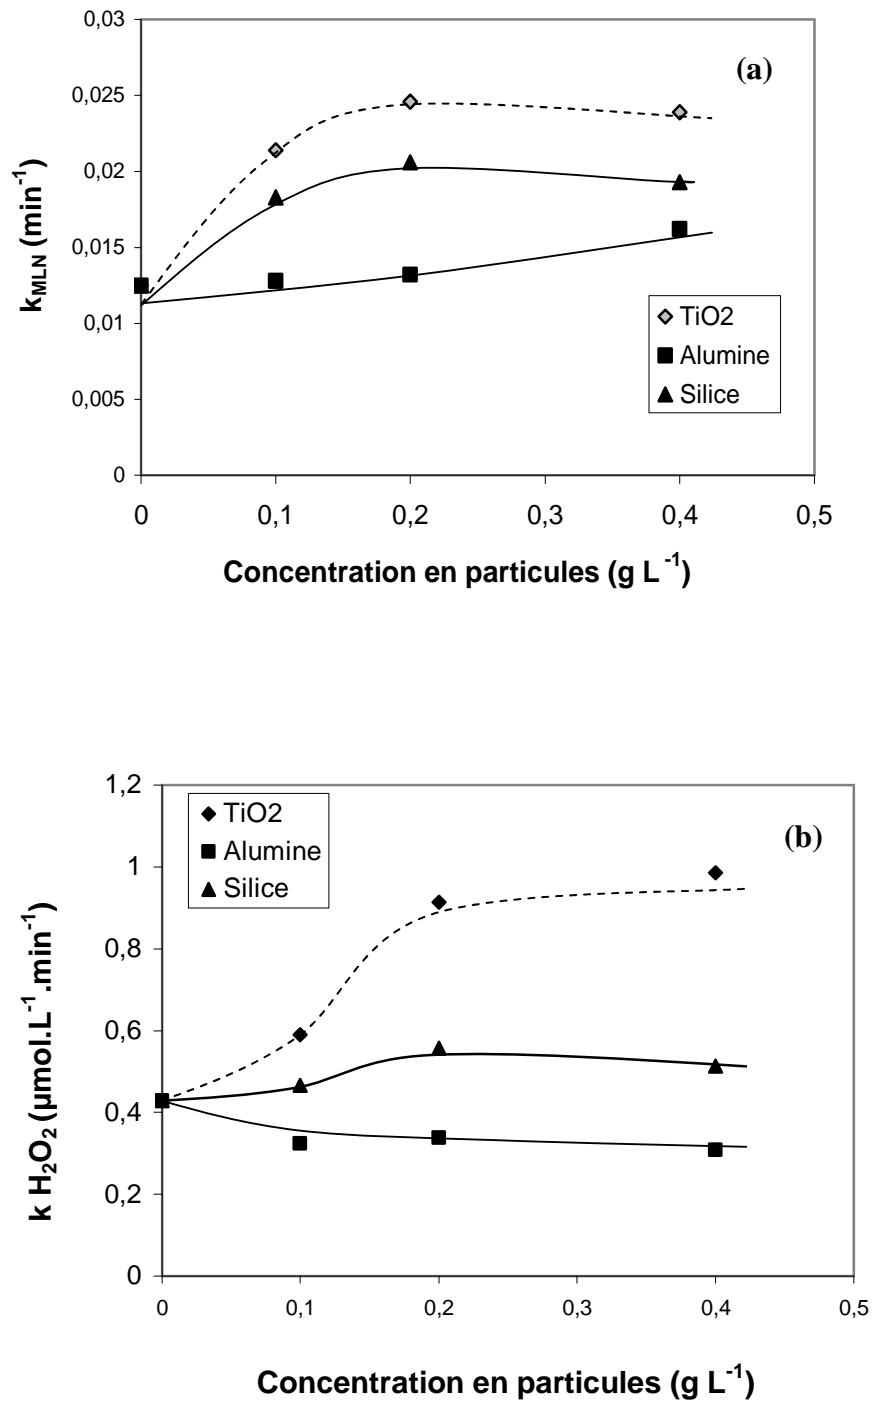 0,03
(a)
0,025
0,02
0,015
0,01
0,005
0
k_MLN (min⁻¹)
TiO2
Alumine
Silice
0 0,1 0,2 0,3 0,4 0,5
Concentration en particules (g L⁻¹)
1,2
1
0,8
0,6
0,4
0,2
0
TiO2
Alumine
Silice
(b)
k H₂O₂ (µmol.L⁻¹.min⁻¹)
0 0,1 0,2 0,3 0,4 0,5
Concentration en particules (g L⁻¹)